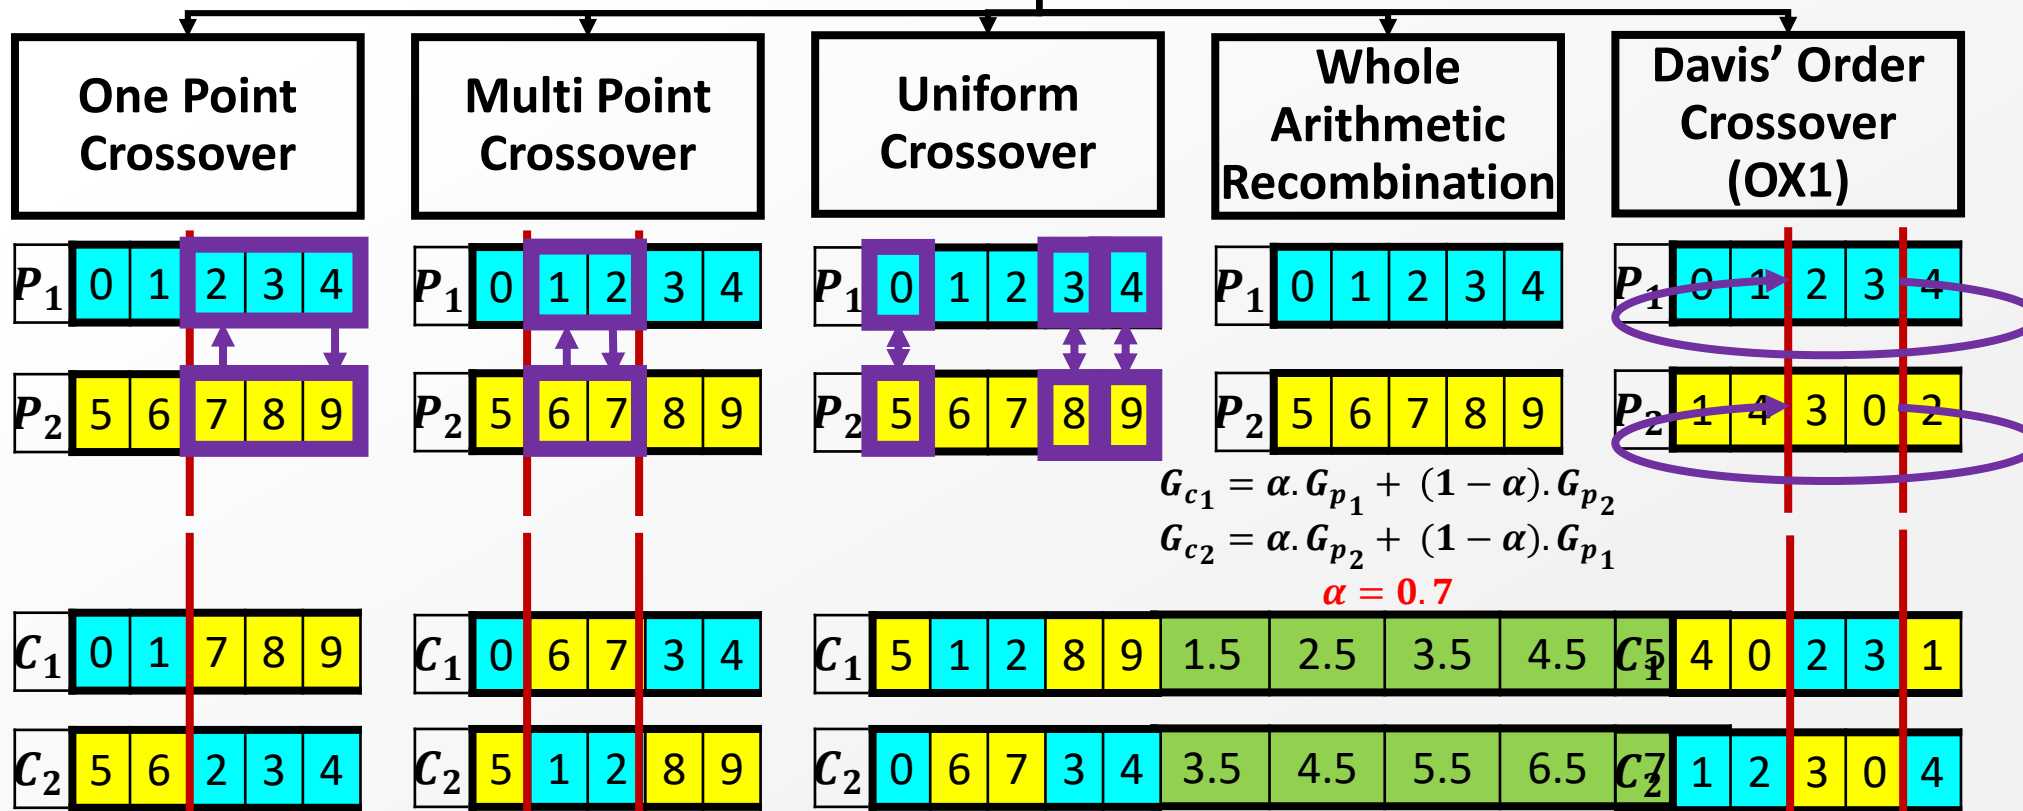 One Point
Crossover
Multi Point
Crossover
Uniform
Crossover
Whole
Arithmetic
Recombination
Davis’ Order
Crossover
(OX1)
P1 0 1 2 3 4
P1 0 1 2 3 4
P1 0 1 2 3 4
P1 0 1 2 3 4
P1 0 1 2 3 4
P2 5 6 7 8 9
P2 5 6 7 8 9
P2 5 6 7 8 9
P2 5 6 7 8 9
P2 1 4 3 0 2
Gc1 = α. Gp1 + (1 − α). Gp2
Gc2 = α. Gp2 + (1 − α). Gp1
α = 0.7
C1 0 1 7 8 9
C1 0 6 7 3 4
C1 5 1 2 8 9
1.5 2.5 3.5 4.5 5
C1 4 0 2 3 1
C2 5 6 2 3 4
C2 5 1 2 8 9
C2 0 6 7 3 4
3.5 4.5 5.5 6.5 7
C2 1 2 3 0 4